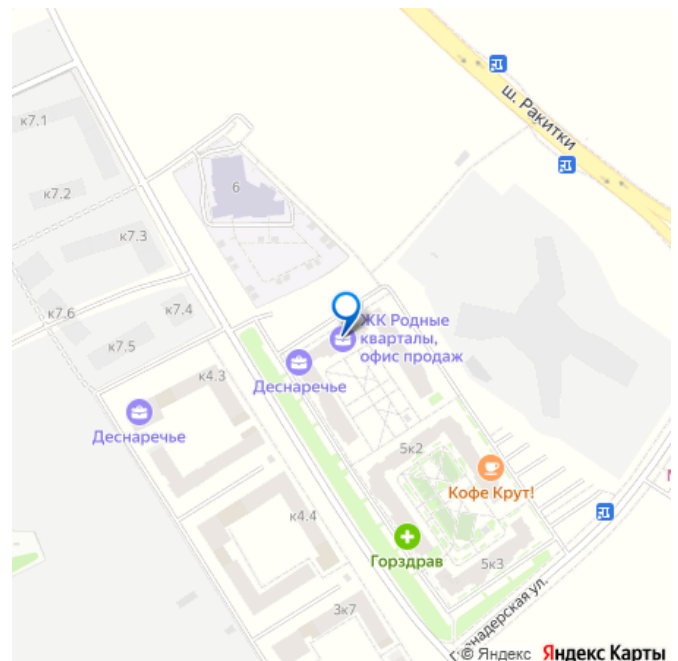 ш. Ракитки
к7.1
6
к7.2
к7.3
к7.6
к7.4
к7.5
ЖК Родные
кварталы,
офис продаж
Деснаречье
к4.3
Деснаречье
5к2
Кофе Крут!
к4.4
Горздрав
5к3
3к7
© Яндекс Яндекс Карты